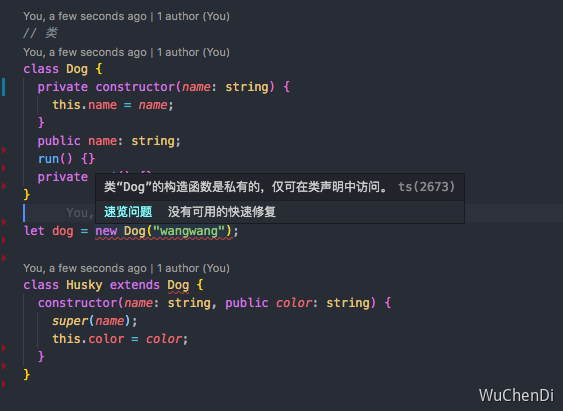 You, a few seconds ago | 1 author (You)
// 类
You, a few seconds ago | 1 author (You)
class Dog {
private constructor(name: string) {
this.name = name;
}
public name: string;
run() {}
private
类“Dog”的构造函数是私有的，仅可在类声明中访问。 ts(2673)
速览问题 没有可用的快速修复
}
You,
let dog = new Dog("wangwang");
You, a few seconds ago | 1 author (You)
class Husky extends Dog {
constructor(name: string, public color: string) {
super(name);
this.color = color;
}
}
WuChenDi